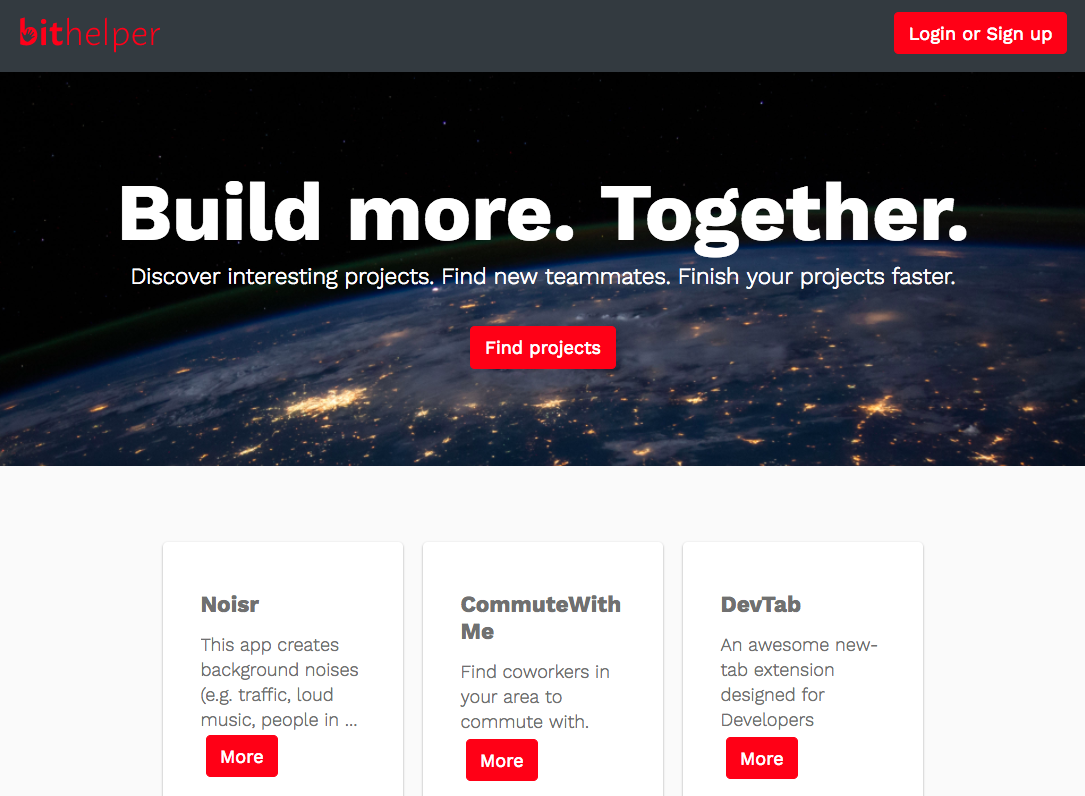 bithelper
Login or Sign up
Build more. Together.
Discover interesting projects. Find new teammates. Finish your projects faster.
Find projects
Noisr
This app creates
background noises
(e.g. traffic, loud
music, people in ...
More
CommuteWith
Me
Find coworkers in
your area to
commute with.
More
DevTab
An awesome new-
tab extension
designed for
Developers
More